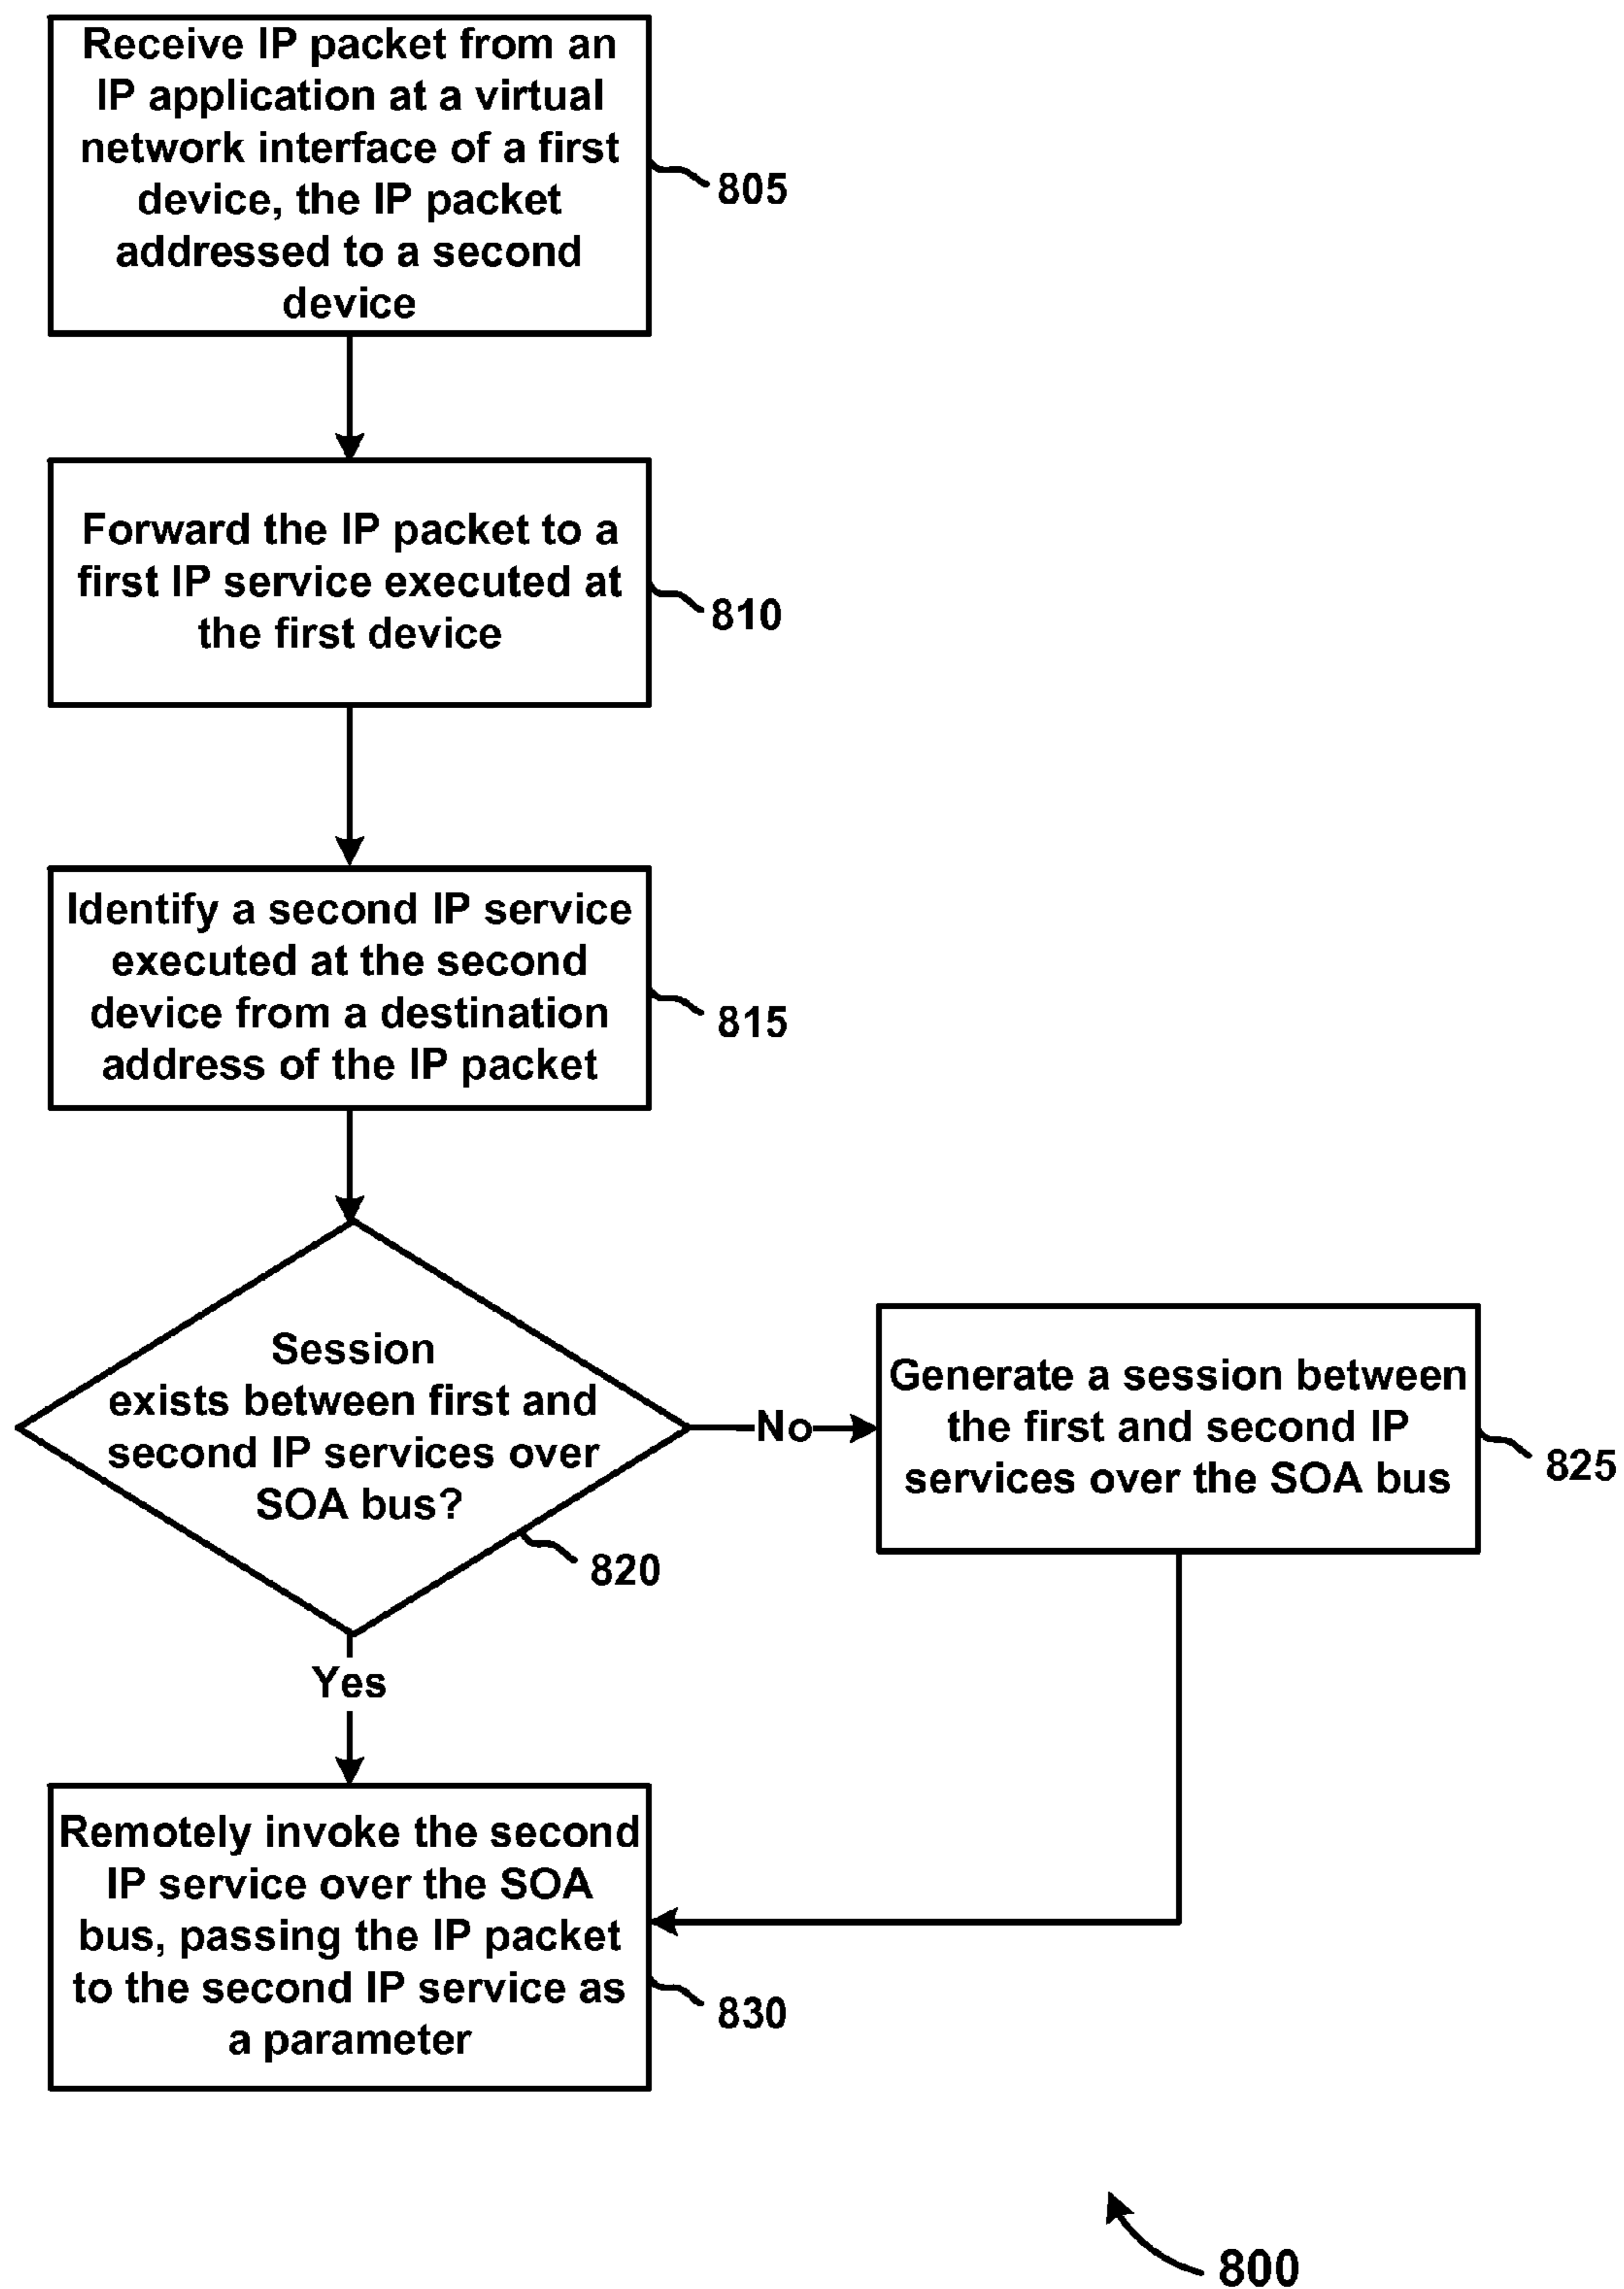 Receive IP packet from an
IP application at a virtual
network interface of a first
device, the IP packet
addressed to a second
device
805
Forward the IP packet to a
first IP service executed at
the first device
810
Identify a second IP service
executed at the second
device from a destination
address of the IP packet
815
Session
exists between first and
second IP services over
SOA bus?
820
No
Generate a session between
the first and second IP
services over the SOA bus
825
Yes
Remotely invoke the second
IP service over the SOA
bus, passing the IP packet
to the second IP service as
a parameter
830
800